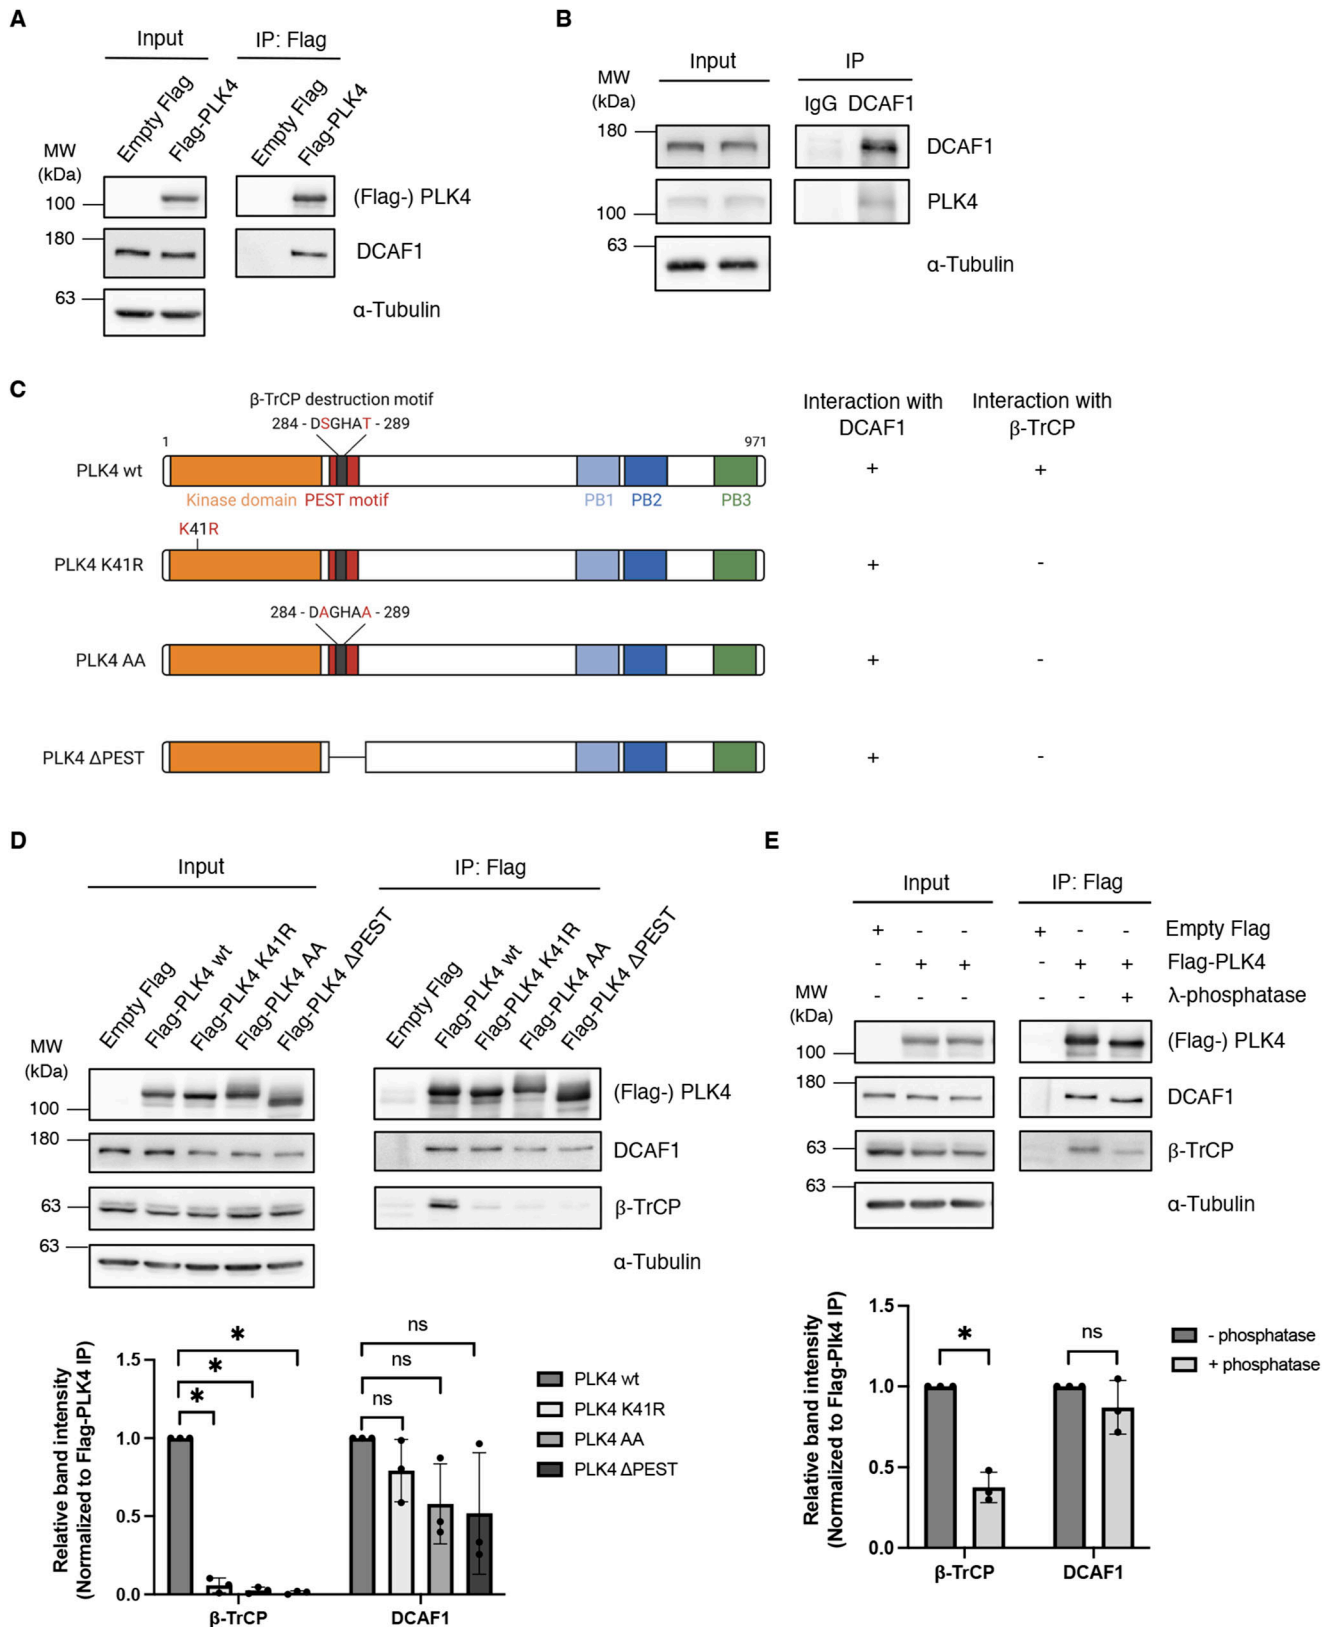 A
Input
IP: Flag
Empty Flag
Flag-PLK4
Empty Flag
Flag-PLK4
MW
(kDa)
100
(Flag-) PLK4
180
DCAF1
63
α-Tubulin
B
Input
IP
MW
(kDa)
IgG DCAF1
180
DCAF1
100
PLK4
63
α-Tubulin
C
β-TrCP destruction motif
284 - DSGHAT - 289
Interaction with
DCAF1
Interaction with
β-TrCP
1
971
PLK4 wt
+
+
Kinase domain
PEST motif
PB1
PB2
PB3
K41R
PLK4 K41R
+
-
284 - DAGHAA - 289
PLK4 AA
+
-
PLK4 ΔPEST
+
-
D
Input
IP: Flag
Empty Flag
Flag-PLK4 wt
Flag-PLK4 K41R
Flag-PLK4 AA
Flag-PLK4 ΔPEST
Empty Flag
Flag-PLK4 wt
Flag-PLK4 K41R
Flag-PLK4 AA
Flag-PLK4 ΔPEST
MW
(kDa)
100
(Flag-) PLK4
180
DCAF1
63
β-TrCP
63
α-Tubulin
Relative band intensity
(Normalized to Flag-PLK4 IP)
1.5
1.0
0.5
0.0
*
*
*
ns
ns
ns
β-TrCP
DCAF1
PLK4 wt
PLK4 K41R
PLK4 AA
PLK4 ΔPEST
E
Input
IP: Flag
+ - - + - - Empty Flag
- + + - + + Flag-PLK4
- - - - - + λ-phosphatase
MW
(kDa)
100
(Flag-) PLK4
180
DCAF1
63
β-TrCP
63
α-Tubulin
Relative band intensity
(Normalized to Flag-Plk4 IP)
1.5
1.0
0.5
0.0
*
ns
β-TrCP
DCAF1
- phosphatase
+ phosphatase